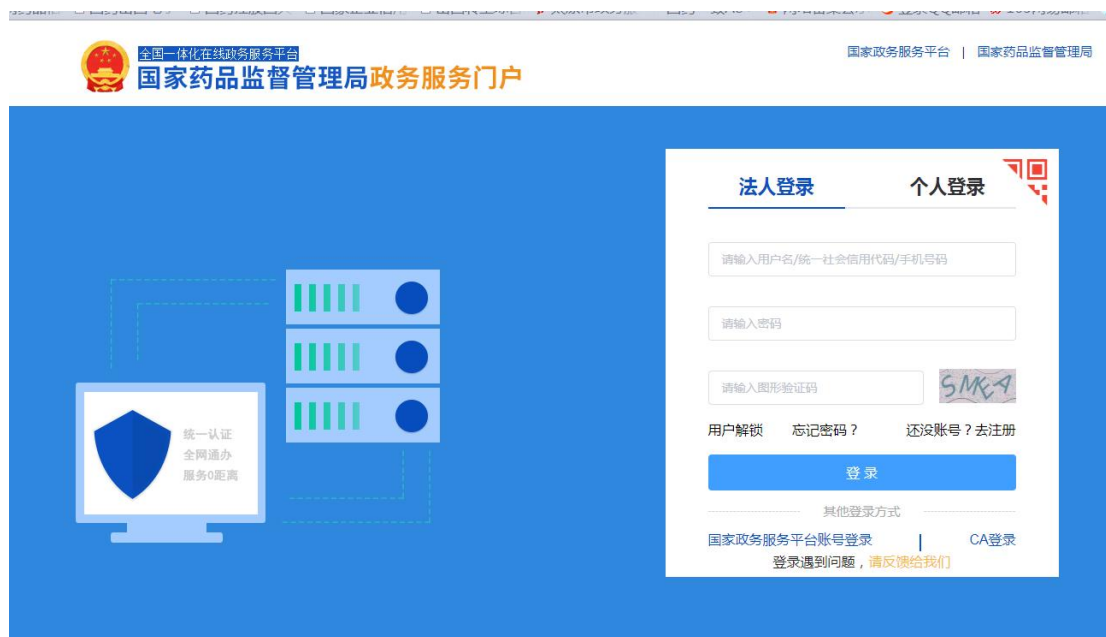 全国一体化在线政务服务平台
国家药品监督管理局政务服务门户
国家政务服务平台 | 国家药品监督管理局
法人登录 个人登录
请输入用户名/统一社会信用代码/手机号码
请输入密码
请输入图形验证码 SMEA
用户解锁 忘记密码？ 还没账号？去注册
登录
其他登录方式
国家政务服务平台账号登录 | CA登录
登录遇到问题，请反馈给我们
统一认证
全网通办
服务0距离